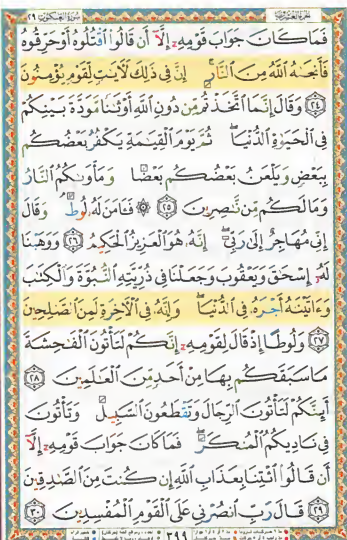 سورة العنكبوت ٢٩
فَمَا كَانَ جَوَابَ قَوْمِهِۦٓ إِلَّآ أَن قَالُوا۟ ٱقْتُلُوهُ أَوْ حَرِّقُوهُ
فَأَنجَىٰهُ ٱللَّهُ مِنَ ٱلنَّارِ ۚ إِنَّ فِى ذَٰلِكَ لَـَٔايَـٰتٍ لِّقَوْمٍ يُؤْمِنُونَ
﴿٢٤﴾ وَقَالَ إِنَّمَا ٱتَّخَذْتُم مِّن دُونِ ٱللَّهِ أَوْثَـٰنًا مَّوَدَّةَ بَيْنِكُمْ
فِى ٱلْحَيَوٰةِ ٱلدُّنْيَا ۖ ثُمَّ يَوْمَ ٱلْقِيَـٰمَةِ يَكْفُرُ بَعْضُكُم
بِبَعْضٍ وَيَلْعَنُ بَعْضُكُم بَعْضًا وَمَأْوَىٰكُمُ ٱلنَّارُ
وَمَا لَكُم مِّن نَّـٰصِرِينَ ﴿٢٥﴾ ۞ فَـَٔامَنَ لَهُۥ لُوطٌ ۘ وَقَالَ
إِنِّى مُهَاجِرٌ إِلَىٰ رَبِّىٓ ۖ إِنَّهُۥ هُوَ ٱلْعَزِيزُ ٱلْحَكِيمُ ﴿٢٦﴾ وَوَهَبْنَا
لَهُۥٓ إِسْحَـٰقَ وَيَعْقُوبَ وَجَعَلْنَا فِى ذُرِّيَّتِهِ ٱلنُّبُوَّةَ وَٱلْكِتَـٰبَ
وَءَاتَيْنَـٰهُ أَجْرَهُۥ فِى ٱلدُّنْيَا ۖ وَإِنَّهُۥ فِى ٱلْـَٔاخِرَةِ لَمِنَ ٱلصَّـٰلِحِينَ
﴿٢٧﴾ وَلُوطًا إِذْ قَالَ لِقَوْمِهِۦٓ إِنَّكُمْ لَتَأْتُونَ ٱلْفَـٰحِشَةَ
مَا سَبَقَكُم بِهَا مِنْ أَحَدٍ مِّنَ ٱلْعَـٰلَمِينَ ﴿٢٨﴾
أَئِنَّكُمْ لَتَأْتُونَ ٱلرِّجَالَ وَتَقْطَعُونَ ٱلسَّبِيلَ وَتَأْتُونَ
فِى نَادِيكُمُ ٱلْمُنكَرَ ۖ فَمَا كَانَ جَوَابَ قَوْمِهِۦٓ إِلَّآ
أَن قَالُوا۟ ٱئْتِنَا بِعَذَابِ ٱللَّهِ إِن كُنتَ مِنَ ٱلصَّـٰدِقِينَ
﴿٢٩﴾ قَالَ رَبِّ ٱنصُرْنِى عَلَى ٱلْقَوْمِ ٱلْمُفْسِدِينَ ﴿٣٠﴾
٣٩٩